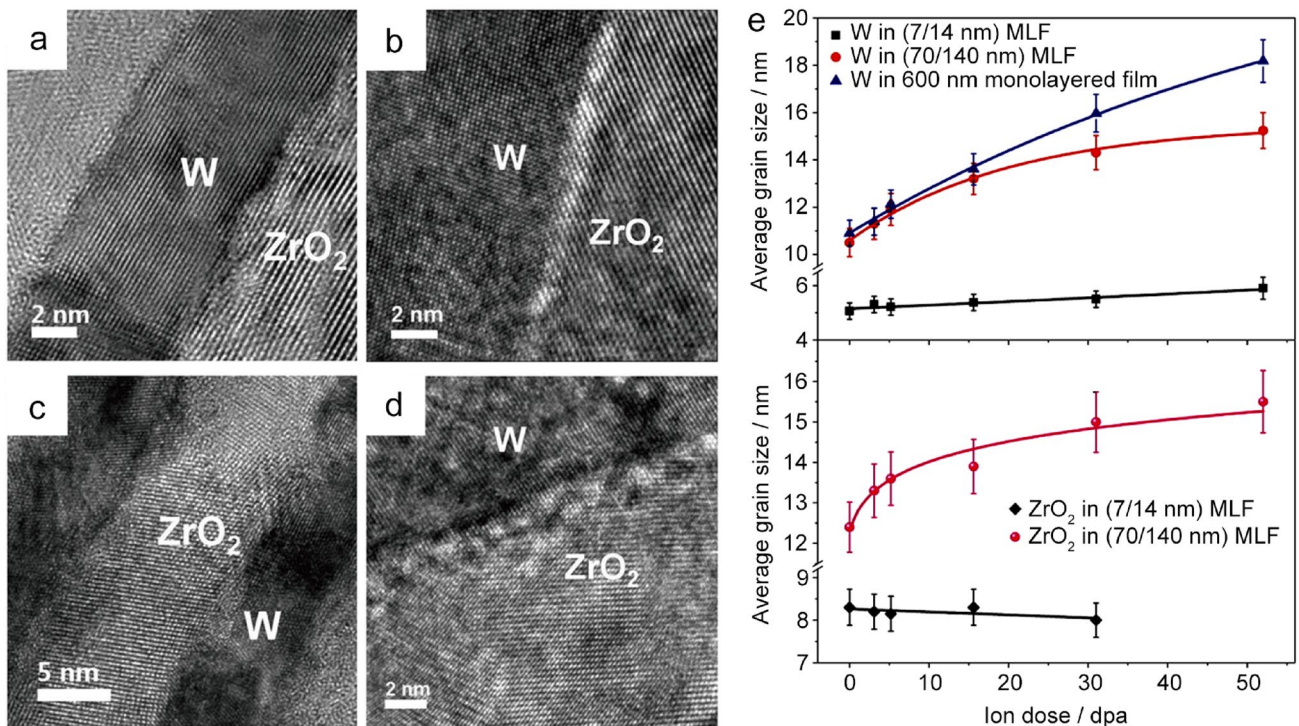 a
W
ZrO₂
2 nm
b
W
ZrO₂
2 nm
c
ZrO₂
W
5 nm
d
W
ZrO₂
2 nm
e
W in (7/14 nm) MLF
W in (70/140 nm) MLF
W in 600 nm monolayered film
Average grain size / nm
20
18
16
14
12
10
6
4
ZrO₂ in (7/14 nm) MLF
ZrO₂ in (70/140 nm) MLF
Average grain size / nm
16
15
14
13
12
9
8
7
0
10
20
30
40
50
Ion dose / dpa